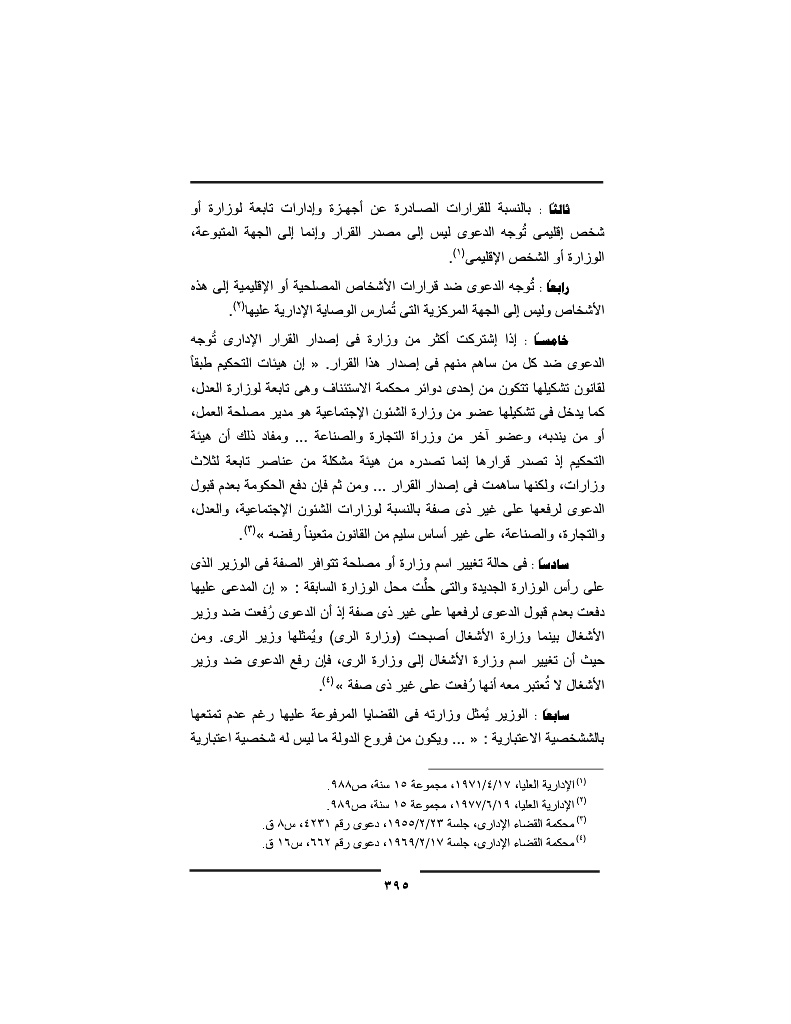 ثالثا : بالنسبة للقرارات الصادرة عن أجهزة وإدارات تابعة لوزارة أو
شخص إقليمى تُوجه الدعوى ليس إلى مصدر القرار وإنما إلى الجهة المتبوعة،
الوزارة أو الشخص الإقليمى(١).
رابعا : تُوجه الدعوى ضد قرارات الأشخاص المصلحية أو الإقليمية إلى هذه
الأشخاص وليس إلى الجهة المركزية التى تُمارس الوصاية الإدارية عليها(٢).
خامسا : إذا إشتركت أكثر من وزارة فى إصدار القرار الإدارى تُوجه
الدعوى ضد كل من ساهم منهم فى إصدار هذا القرار. « إن هيئات التحكيم طبقاً
لقانون تشكيلها تتكون من إحدى دوائر محكمة الاستئناف وهى تابعة لوزارة العدل،
كما يدخل فى تشكيلها عضو من وزارة الشئون الإجتماعية هو مدير مصلحة العمل،
أو من يندبه، وعضو آخر من وزراة التجارة والصناعة ... ومفاد ذلك أن هيئة
التحكيم إذ تصدر قرارها إنما تصدره من هيئة مشكلة من عناصر تابعة لثلاث
وزارات، ولكنها ساهمت فى إصدار القرار ... ومن ثم فإن دفع الحكومة بعدم قبول
الدعوى لرفعها على غير ذى صفة بالنسبة لوزارات الشئون الإجتماعية، والعدل،
والتجارة، والصناعة، على غير أساس سليم من القانون متعيناً رفضه »(٣).
سادسا : فى حالة تغيير اسم وزارة أو مصلحة تتوافر الصفة فى الوزير الذى
على رأس الوزارة الجديدة والتى حلَّت محل الوزارة السابقة : « إن المدعى عليها
دفعت بعدم قبول الدعوى لرفعها على غير ذى صفة إذ أن الدعوى رُفعت ضد وزير
الأشغال بينما وزارة الأشغال أصبحت (وزارة الرى) ويُمثلها وزير الرى. ومن
حيث أن تغيير اسم وزارة الأشغال إلى وزارة الرى، فإن رفع الدعوى ضد وزير
الأشغال لا تُعتبر معه أنها رُفعت على غير ذى صفة »(٤).
سابعا : الوزير يُمثل وزارته فى القضايا المرفوعة عليها رغم عدم تمتعها
بالششخصية الاعتبارية : « ... ويكون من فروع الدولة ما ليس له شخصية اعتبارية
(١) الإدارية العليا، ١٩٧١/٤/١٧، مجموعة ١٥ سنة، ص٩٨٨.
(٢) الإدارية العليا، ١٩٧٧/٦/١٩، مجموعة ١٥ سنة، ص٩٨٩.
(٣) محكمة القضاء الإدارى، جلسة ١٩٥٥/٢/٢٣، دعوى رقم ٤٢٣١، س٨ ق.
(٤) محكمة القضاء الإدارى، جلسة ١٩٦٩/٢/١٧، دعوى رقم ٦٦٢، س١٦ ق.
٣٩٥